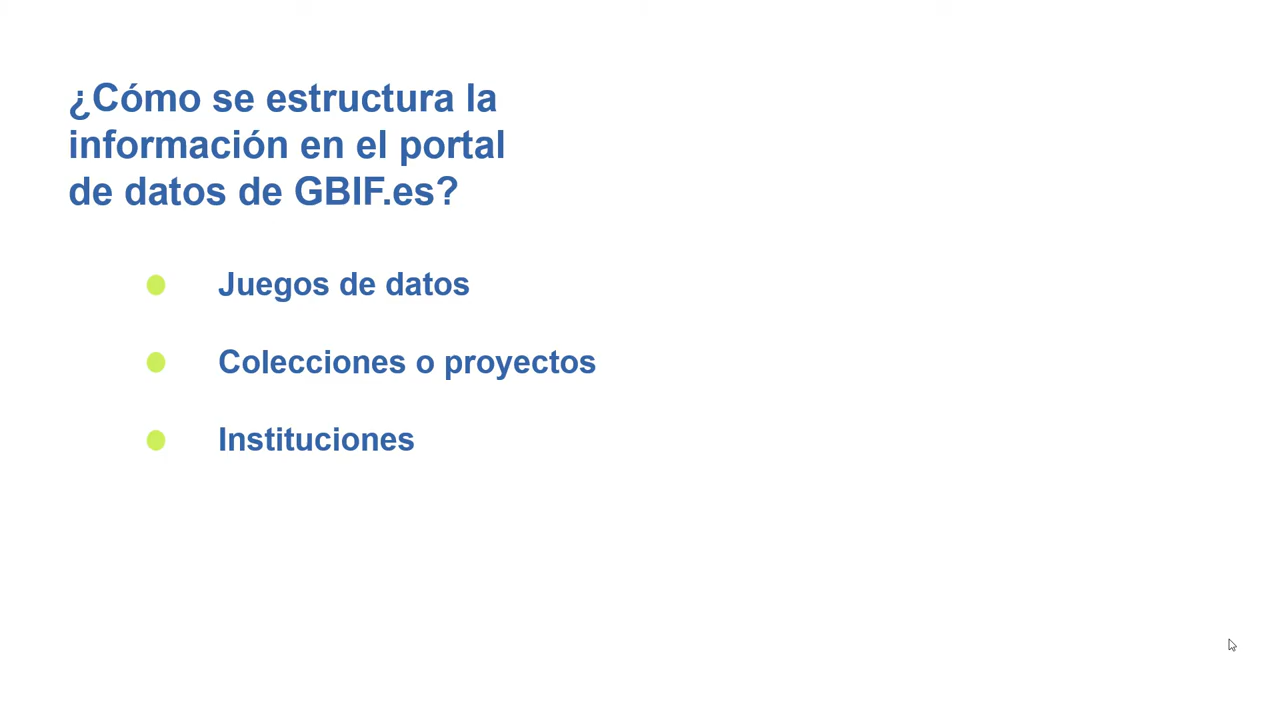 ¿Cómo se estructura la
información en el portal
de datos de GBIF.es?
Juegos de datos
Colecciones o proyectos
Instituciones